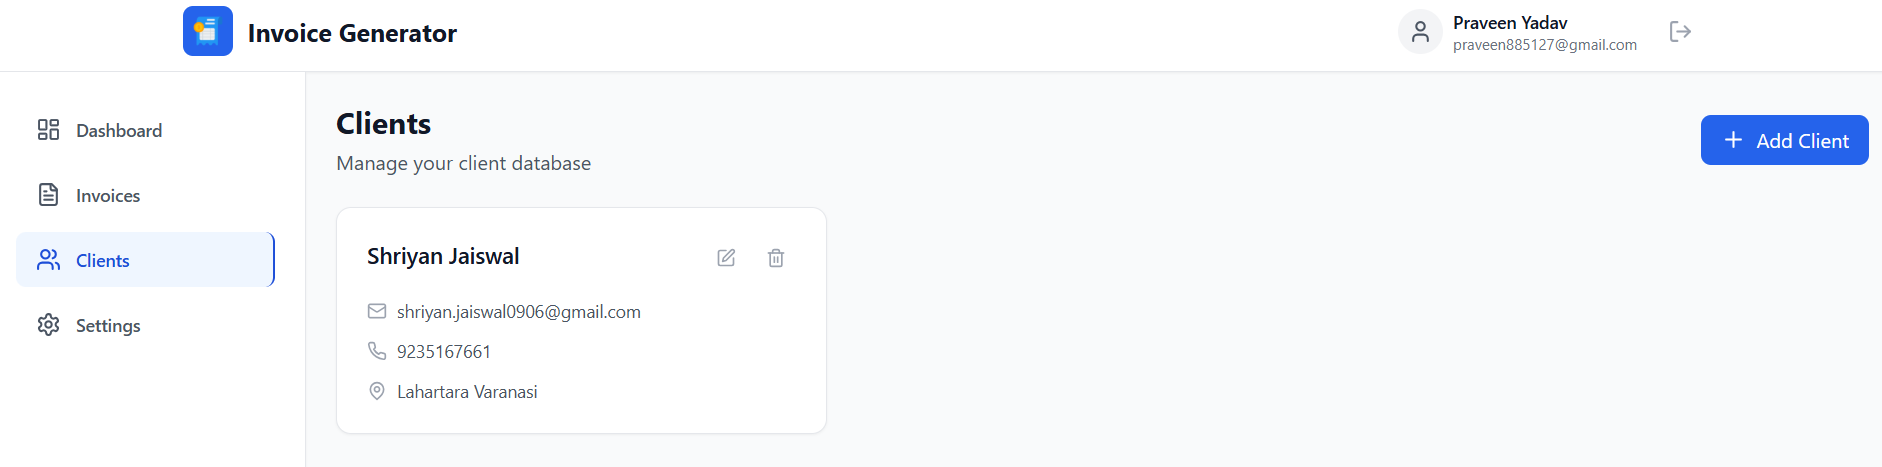 Invoice Generator
Praveen Yadav
praveen885127@gmail.com
Dashboard
Invoices
Clients
Settings
Clients
Manage your client database
Add Client
Shriyan Jaiswal
shriyan.jaiswal0906@gmail.com
9235167661
Lahartara Varanasi